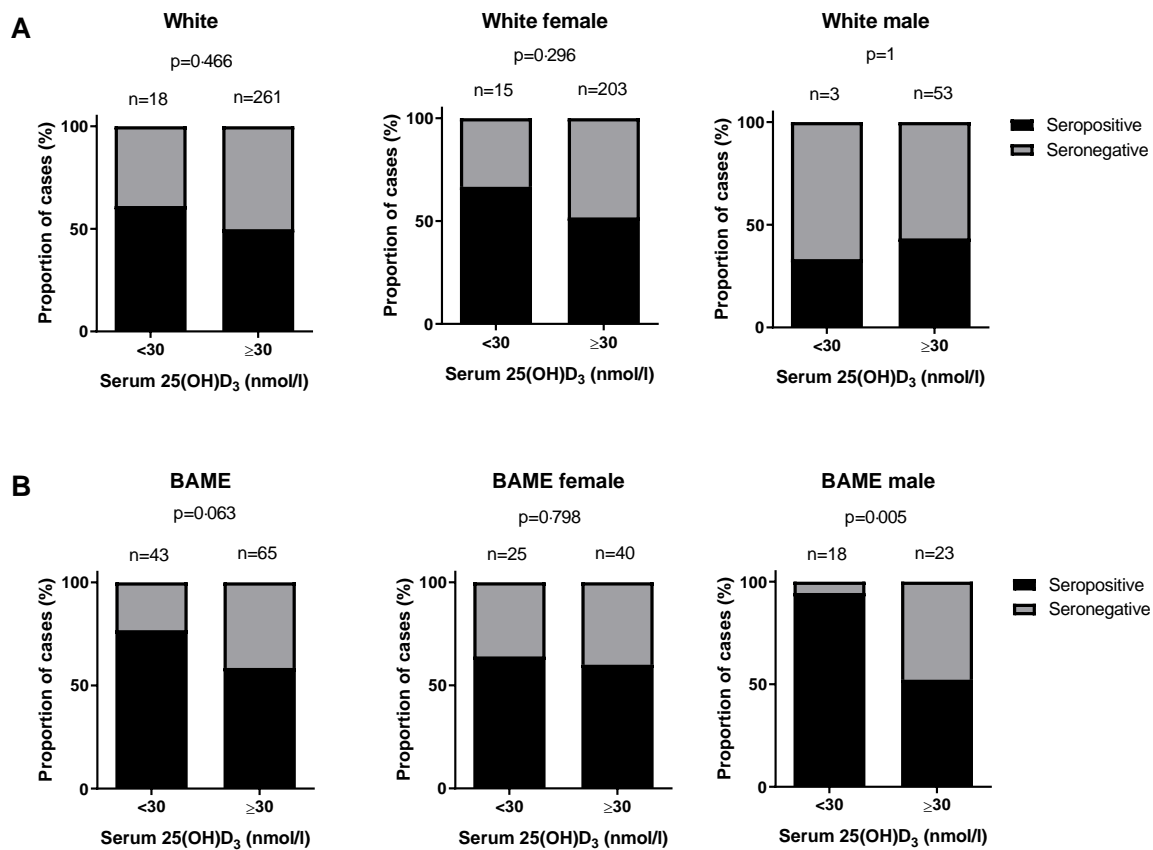 A
White
p=0·466
n=18 n=261
Proportion of cases (%)
100
50
0
<30 ≥30
Serum 25(OH)D₃ (nmol/l)
White female
p=0·296
n=15 n=203
Proportion of cases (%)
100
50
0
<30 ≥30
Serum 25(OH)D₃ (nmol/l)
White male
p=1
n=3 n=53
Proportion of cases (%)
100
50
0
<30 ≥30
Serum 25(OH)D₃ (nmol/l)
Seropositive
Seronegative
B
BAME
p=0·063
n=43 n=65
Proportion of cases (%)
100
50
0
<30 ≥30
Serum 25(OH)D₃ (nmol/l)
BAME female
p=0·798
n=25 n=40
Proportion of cases (%)
100
50
0
<30 ≥30
Serum 25(OH)D₃ (nmol/l)
BAME male
p=0·005
n=18 n=23
Proportion of cases (%)
100
50
0
<30 ≥30
Serum 25(OH)D₃ (nmol/l)
Seropositive
Seronegative